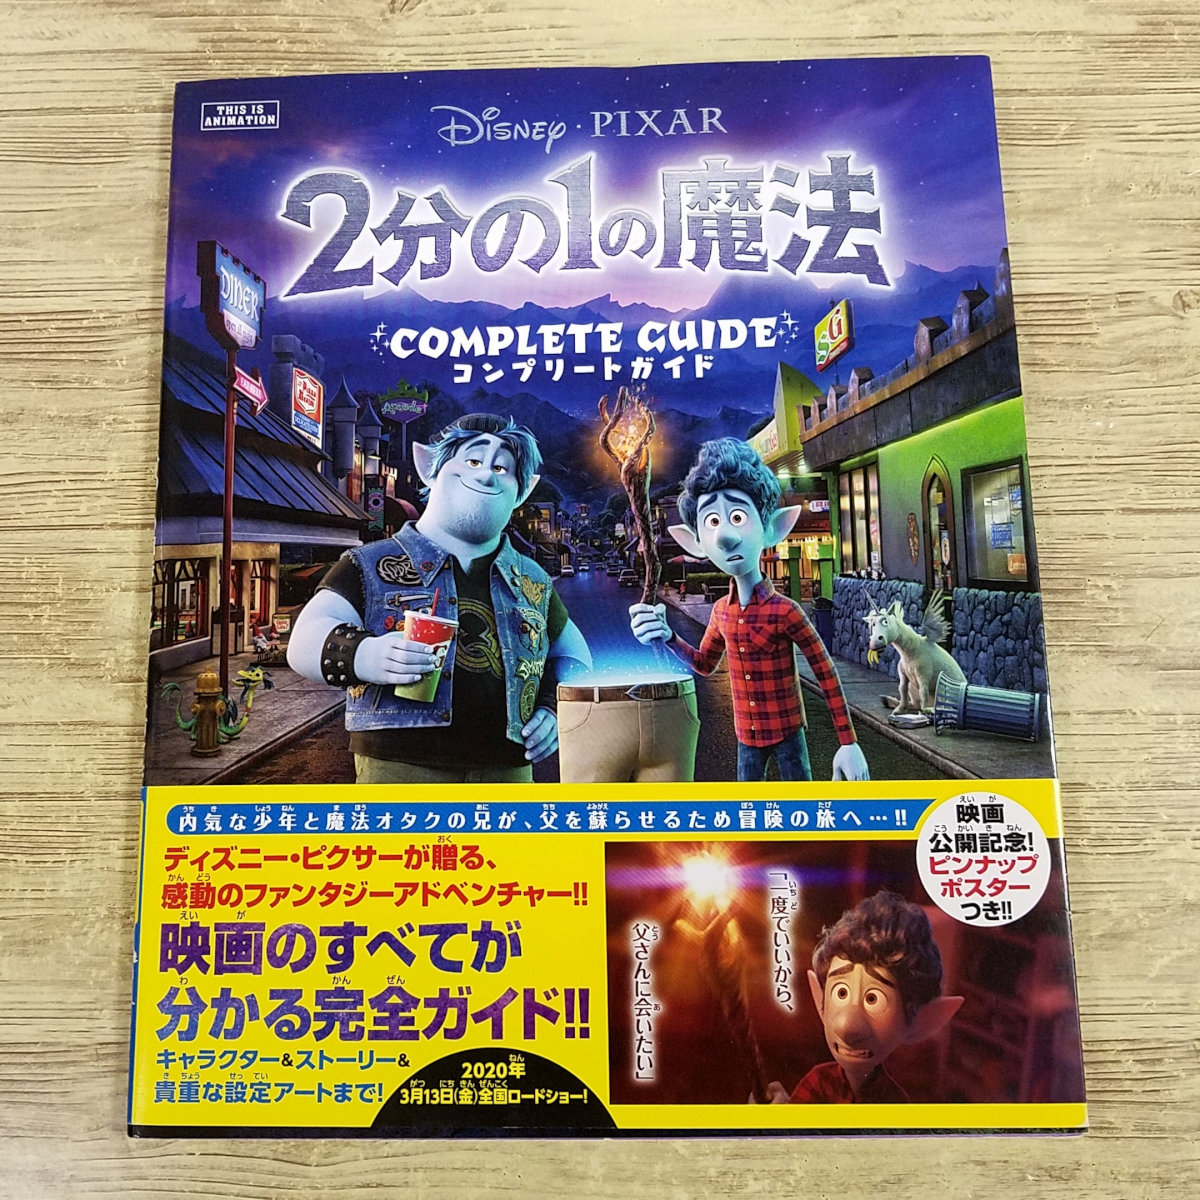 THIS IS
ANIMATION
Disney・PIXAR
2分の1の魔法
COMPLETE GUIDE
コンプリートガイド
DINER
SG
内気な少年と魔法オタクの兄が、父を蘇らせるため冒険の旅へ…!!
ディズニー・ピクサーが贈る、
感動のファンタジーアドベンチャー!!
映画のすべてが
分かる完全ガイド!!
キャラクター&ストーリー&
貴重な設定アートまで!
2020年
3月13日(金)全国ロードショー!
映画
公開記念!
ピンナップ
ポスター
つき!!
「一度でいいから、
父さんに会いたい」